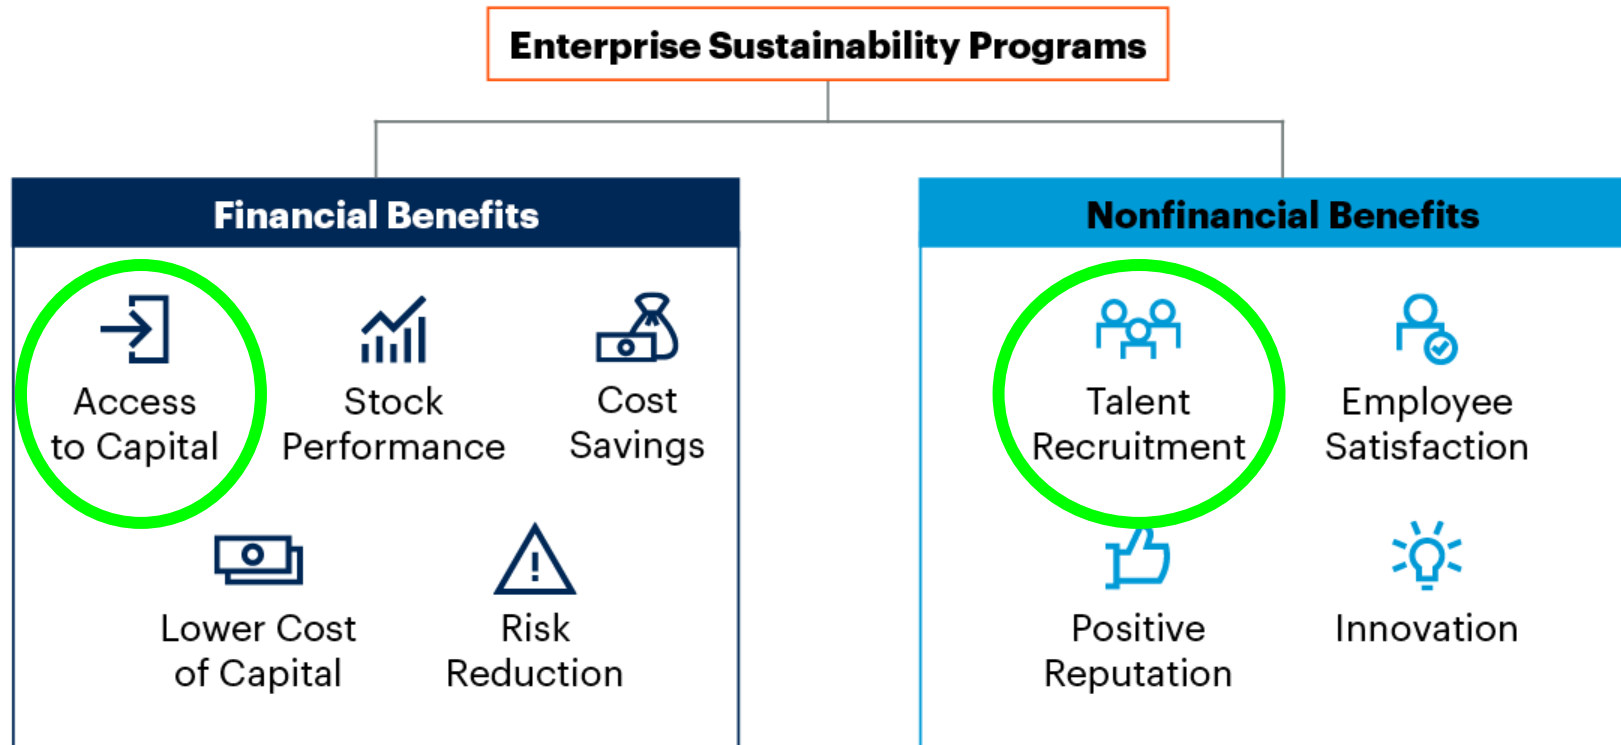 Enterprise Sustainability Programs
Financial Benefits
Access
to Capital
Stock
Performance
Cost
Savings
Lower Cost
of Capital
Risk
Reduction
Nonfinancial Benefits
Talent
Recruitment
Employee
Satisfaction
Positive
Reputation
Innovation